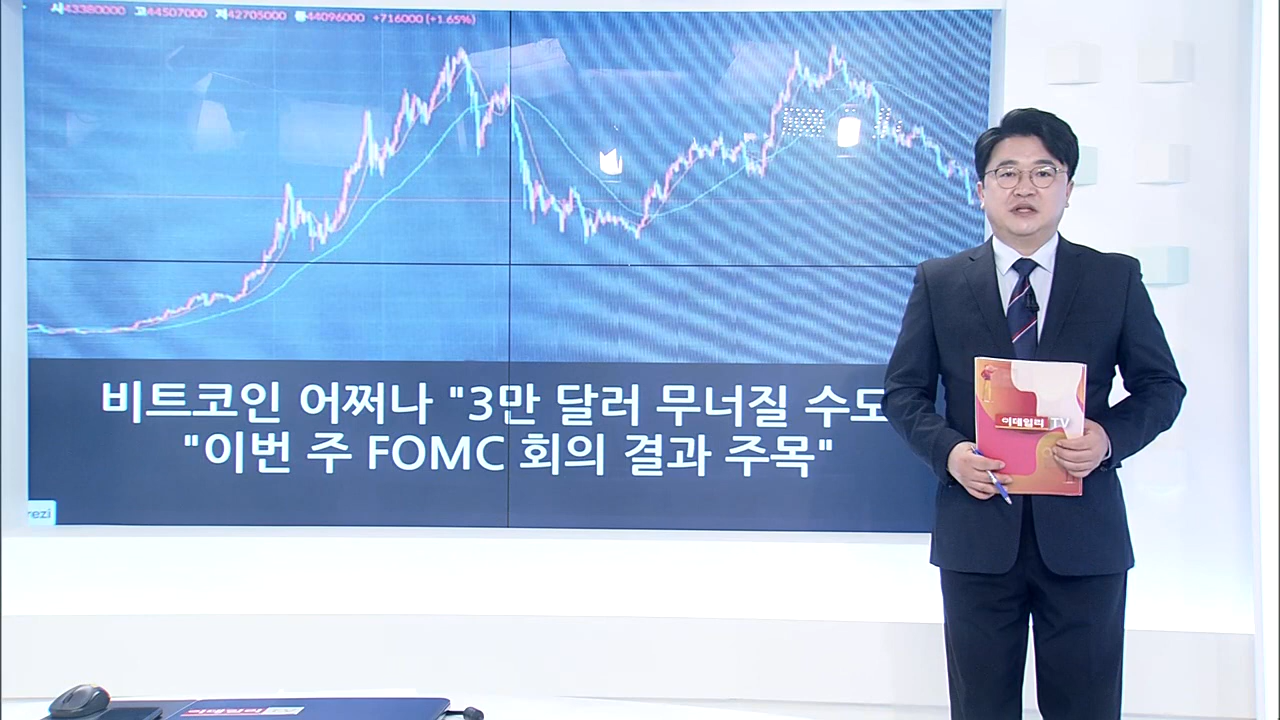 시43380000 고44507000 저42705000 종44096000 +716000 (+1.65%)
비트코인 어쩌나 "3만 달러 무너질 수도
"이번 주 FOMC 회의 결과 주목"
rezi
이데일리 TV